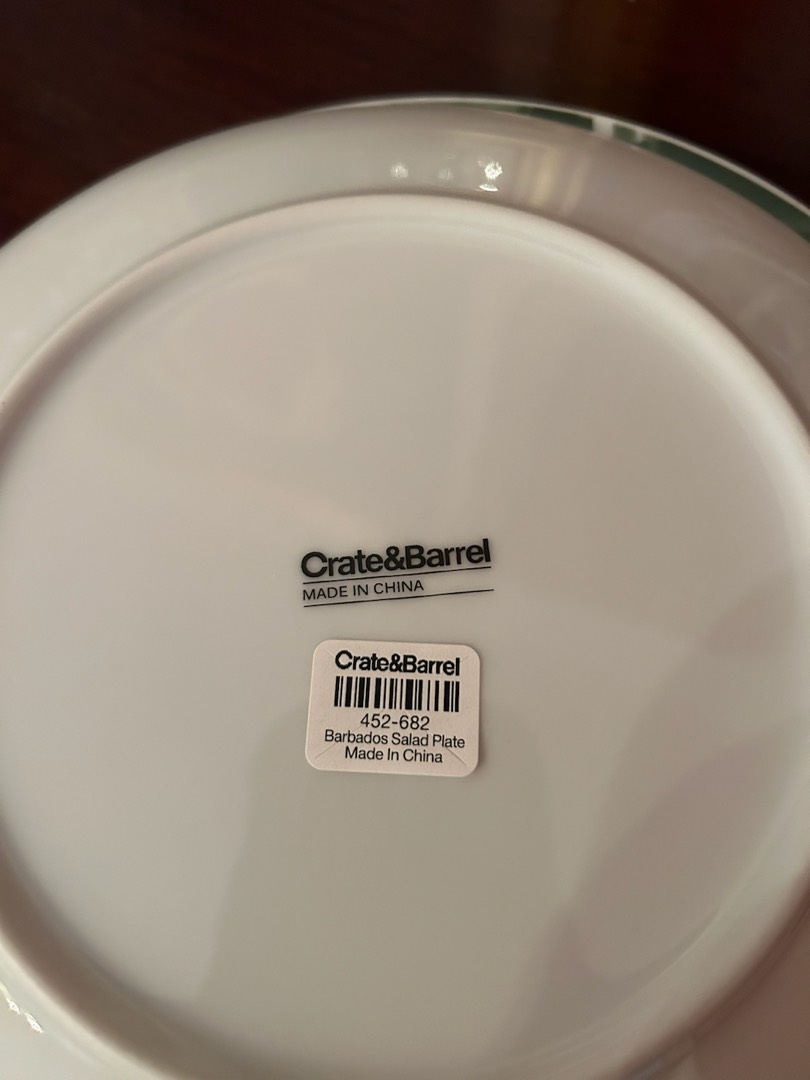 Crate&Barrel
MADE IN CHINA
Crate&Barrel
452-682
Barbados Salad Plate
Made In China